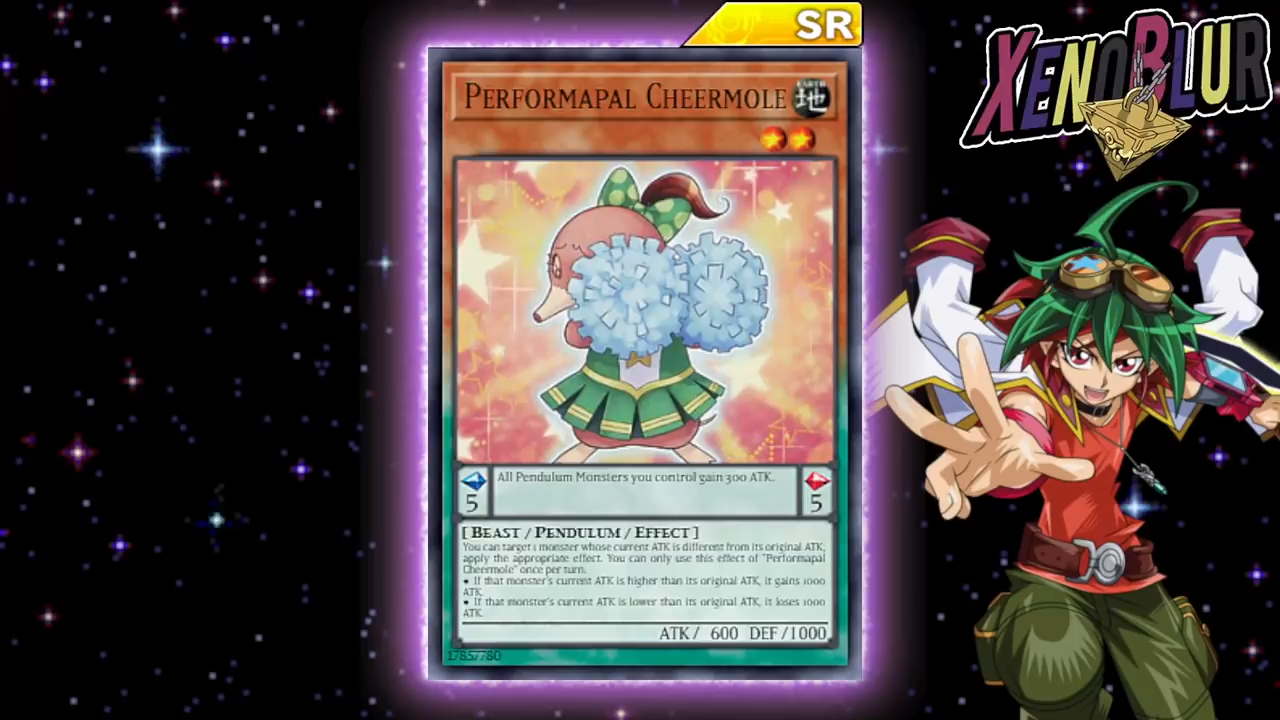 SR
XENOBLUR
PERFORMAPAL CHEERMOLE
EARTH
地
All Pendulum Monsters you control gain 300 ATK.
5
5
[ BEAST / PENDULUM / EFFECT ]
You can target 1 monster whose current ATK is different from its original ATK;
apply the appropriate effect. You can only use this effect of "Performapal
Cheermole" once per turn.
• If that monster's current ATK is higher than its original ATK, it gains 1000
ATK.
• If that monster's current ATK is lower than its original ATK, it loses 1000
ATK.
ATK / 600 DEF / 1000
17857780